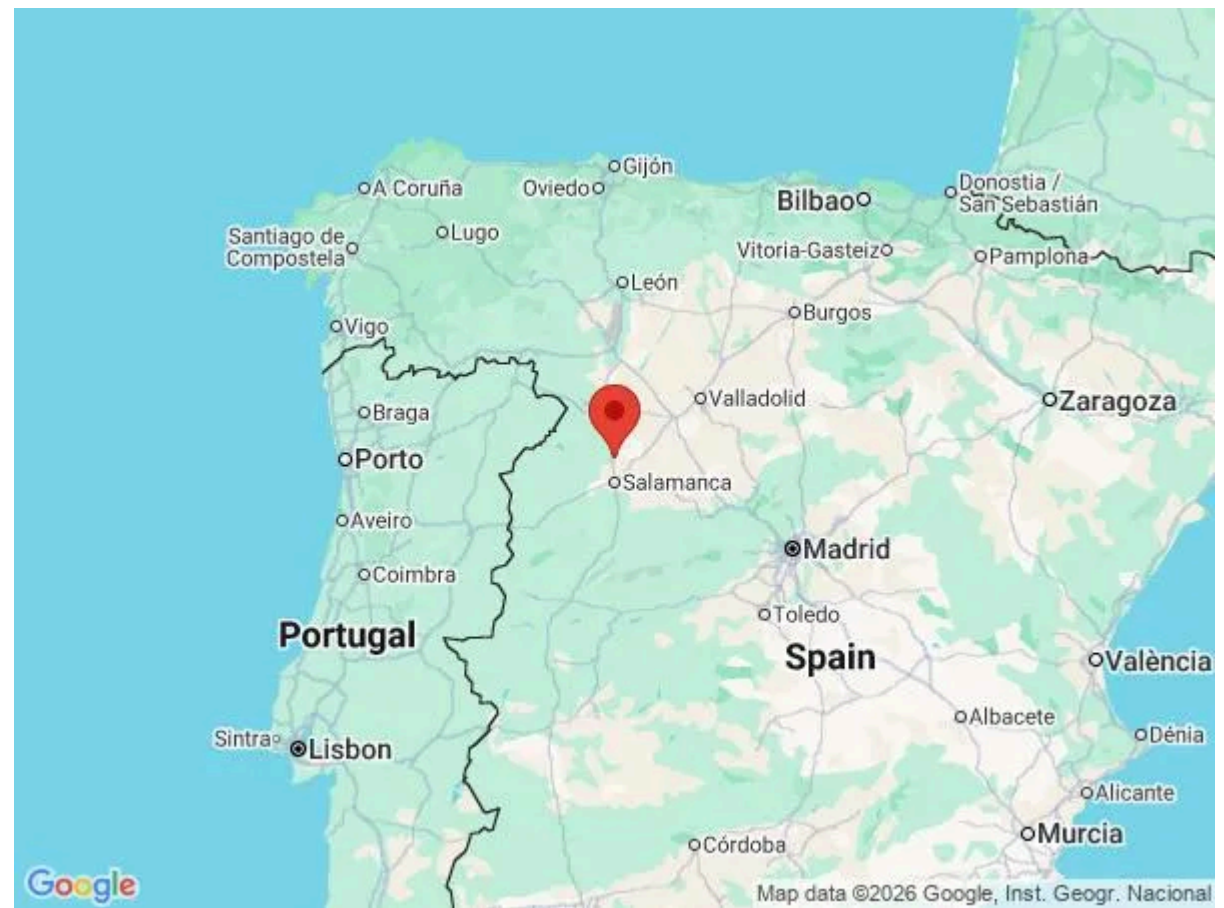 Gijón
A Coruña
Oviedo
Donostia /
San Sebastián
Bilbao
Lugo
Santiago de
Compostela
Vitoria-Gasteiz
Pamplona
León
Burgos
Vigo
Valladolid
Zaragoza
Braga
Porto
Salamanca
Aveiro
Madrid
Coimbra
Toledo
Portugal
Spain
València
Albacete
Sintra
Lisbon
Dénia
Alicante
Murcia
Córdoba
Google
Map data ©2026 Google, Inst. Geogr. Nacional